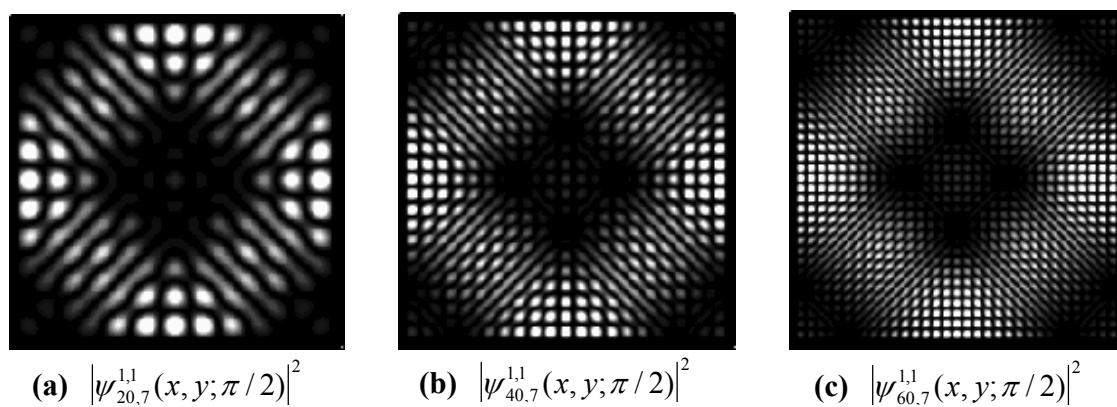 (a) |ψ^{1,1}_{20,7}(x, y; π / 2)|^2
(b) |ψ^{1,1}_{40,7}(x, y; π / 2)|^2
(c) |ψ^{1,1}_{60,7}(x, y; π / 2)|^2